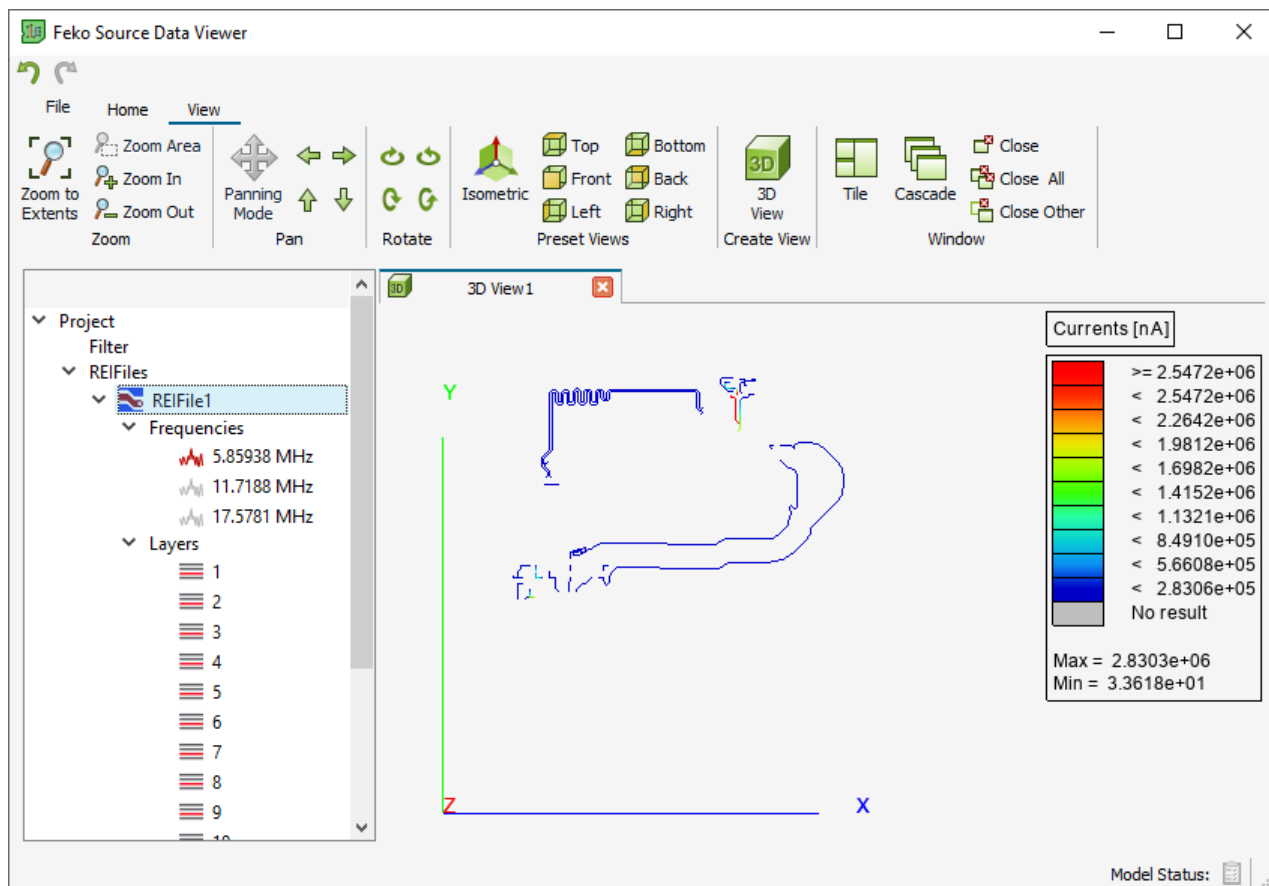 Feko Source Data Viewer
File Home View
Zoom to Extents
Zoom Area
Zoom In
Zoom Out
Zoom
Panning Mode
Pan
Rotate
Isometric
Top
Front
Left
Bottom
Back
Right
Preset Views
3D
3D View
Create View
Tile
Cascade
Close
Close All
Close Other
Window
Project
Filter
REIFiles
REIFile1
Frequencies
5.85938 MHz
11.7188 MHz
17.5781 MHz
Layers
1
2
3
4
5
6
7
8
9
10
3D
3D View1
Y
Z
X
Currents [nA]
>= 2.5472e+06
< 2.5472e+06
< 2.2642e+06
< 1.9812e+06
< 1.6982e+06
< 1.4152e+06
< 1.1321e+06
< 8.4910e+05
< 5.6608e+05
< 2.8306e+05
No result
Max = 2.8303e+06
Min = 3.3618e+01
Model Status: